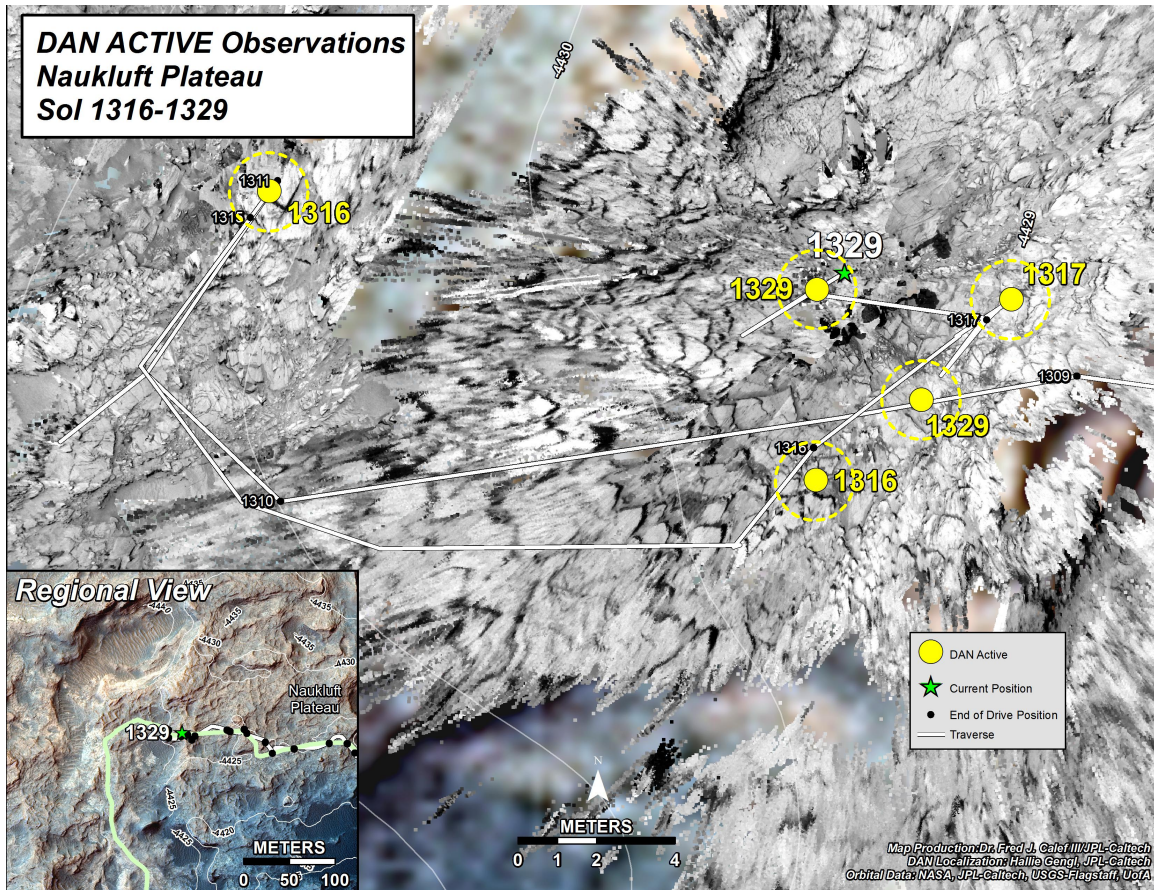 DAN ACTIVE Observations
Naukluft Plateau
Sol 1316-1329
-4430
1311
1316
1315
1329
1329
-4429
1317
1317
1309
1329
1316
1310
Regional View
-4435
-4440
-4435
-4435
-4430
-4430
-4435
Naukluft
Plateau
1329
-4425
-4425
-4420
-4425
METERS
0 50 100
N
METERS
0 1 2 4
DAN Active
Current Position
End of Drive Position
Traverse
Map Production:Dr. Fred J. Calef III/JPL-Caltech
DAN Localization: Hallie Gengl, JPL-Caltech
Orbital Data: NASA, JPL-Caltech, USGS-Flagstaff, UofA